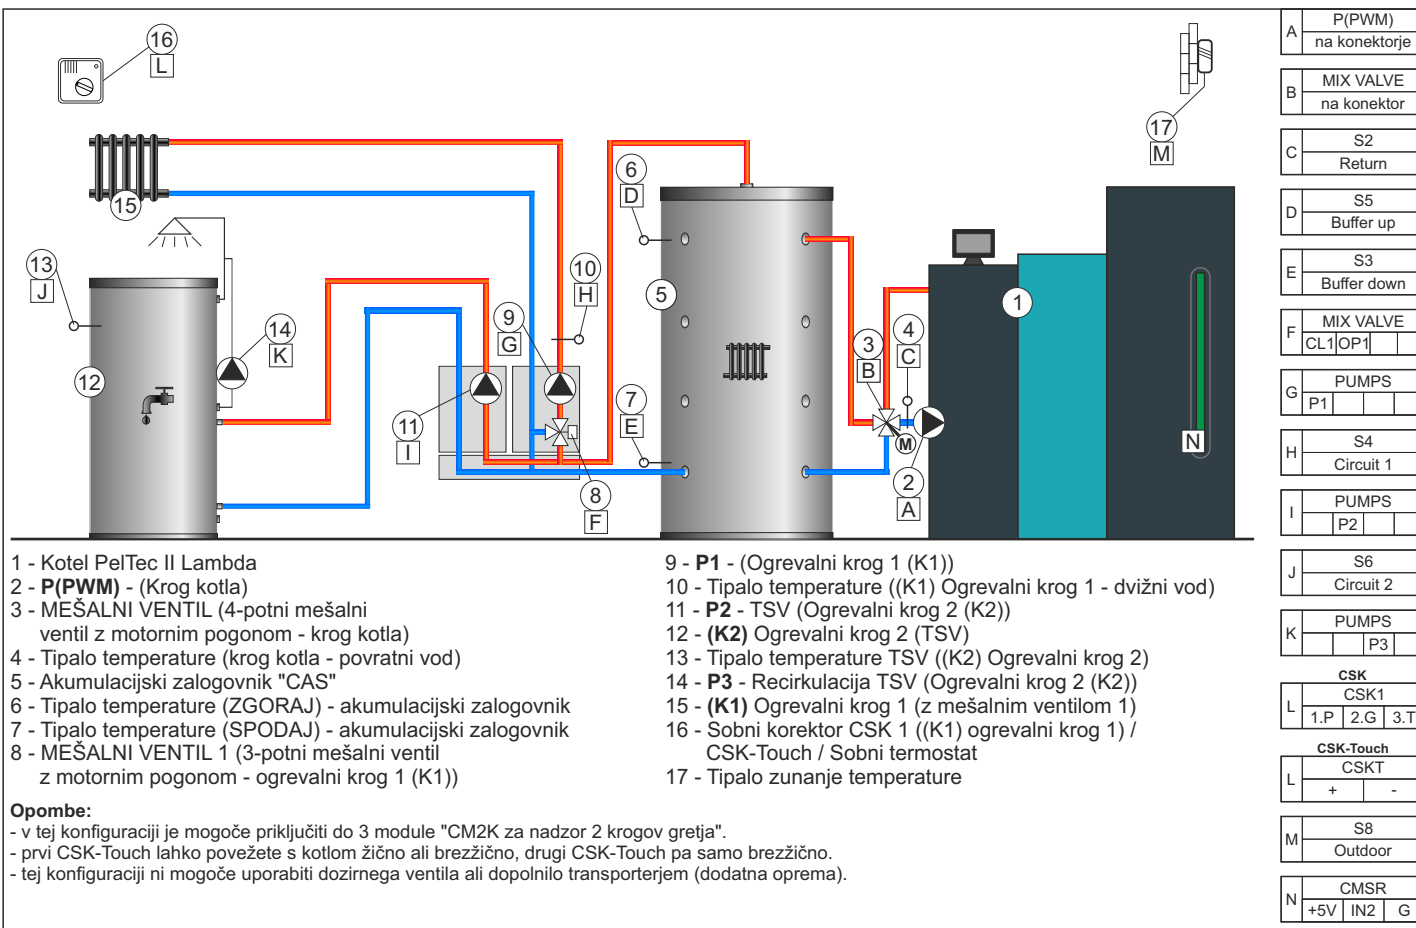 16
L
15
13
J
12
14
K
11
I
9
G
10
H
8
F
6
D
5
7
E
3
B
4
C
M
2
A
1
17
M
N
1 - Kotel PelTec II Lambda
2 - P(PWM) - (Krog kotla)
3 - MEŠALNI VENTIL (4-potni mešalni
ventil z motornim pogonom - krog kotla)
4 - Tipalo temperature (krog kotla - povratni vod)
5 - Akumulacijski zalogovnik "CAS"
6 - Tipalo temperature (ZGORAJ) - akumulacijski zalogovnik
7 - Tipalo temperature (SPODAJ) - akumulacijski zalogovnik
8 - MEŠALNI VENTIL 1 (3-potni mešalni ventil
z motornim pogonom - ogrevalni krog 1 (K1))
9 - P1 - (Ogrevalni krog 1 (K1))
10 - Tipalo temperature ((K1) Ogrevalni krog 1 - dvižni vod)
11 - P2 - TSV (Ogrevalni krog 2 (K2))
12 - (K2) Ogrevalni krog 2 (TSV)
13 - Tipalo temperature TSV ((K2) Ogrevalni krog 2)
14 - P3 - Recirkulacija TSV (Ogrevalni krog 2 (K2))
15 - (K1) Ogrevalni krog 1 (z mešalnim ventilom 1)
16 - Sobni korektor CSK 1 ((K1) ogrevalni krog 1) /
CSK-Touch / Sobni termostat
17 - Tipalo zunanje temperature
Opombe:
- v tej konfiguraciji je mogoče priključiti do 3 module "CM2K za nadzor 2 krogov gretja".
- prvi CSK-Touch lahko povežete s kotlom žično ali brezžično, drugi CSK-Touch pa samo brezžično.
- tej konfiguraciji ni mogoče uporabiti dozirnega ventila ali dopolnilo transporterjem (dodatna oprema).
A P(PWM)
na konektorje
B MIX VALVE
na konektor
C S2
Return
D S5
Buffer up
E S3
Buffer down
F MIX VALVE
CL1 OP1
G PUMPS
P1
H S4
Circuit 1
I PUMPS
P2
J S6
Circuit 2
K PUMPS
P3
CSK
L CSK1
1.P 2.G 3.T
CSK-Touch
L CSKT
+ -
M S8
Outdoor
N CMSR
+5V IN2 G